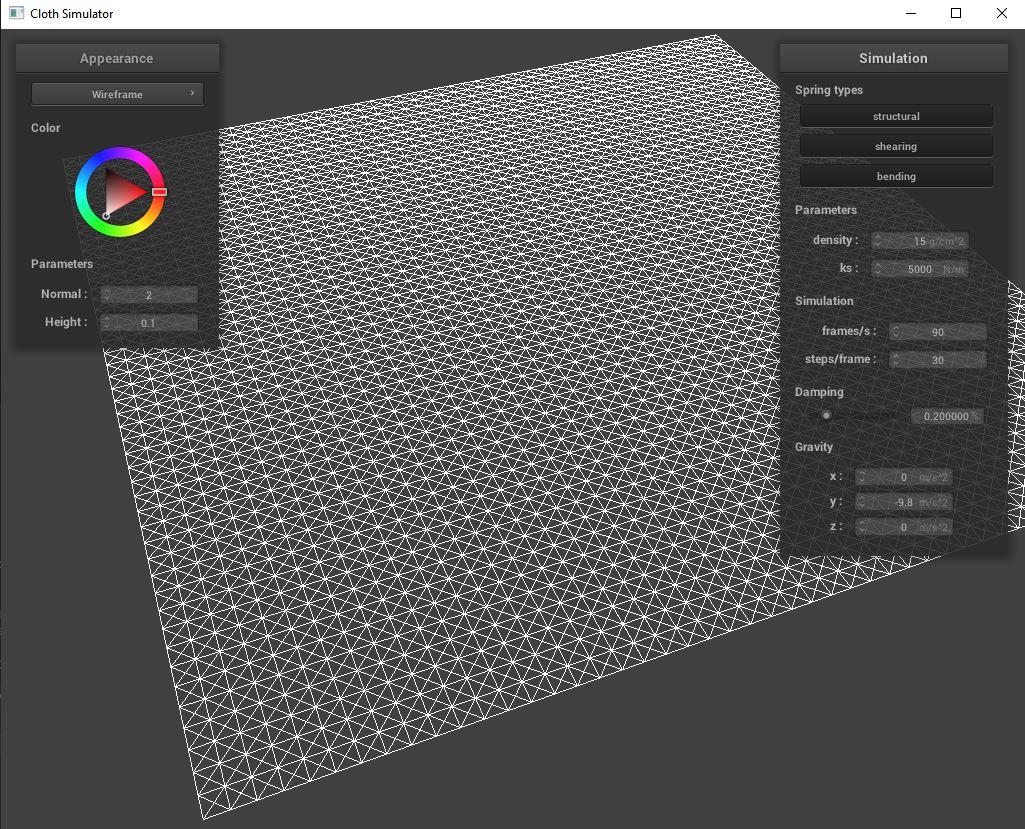 Cloth Simulator
Appearance
Wireframe
Color
Parameters
Normal : 2
Height : 0.1
Simulation
Spring types
structural
shearing
bending
Parameters
density : 15 g/cm^2
ks : 5000 N/m
Simulation
frames/s : 90
steps/frame : 30
Damping
0.200000 %
Gravity
x : 0 m/s^2
y : -9.8 m/s^2
z : 0 m/s^2